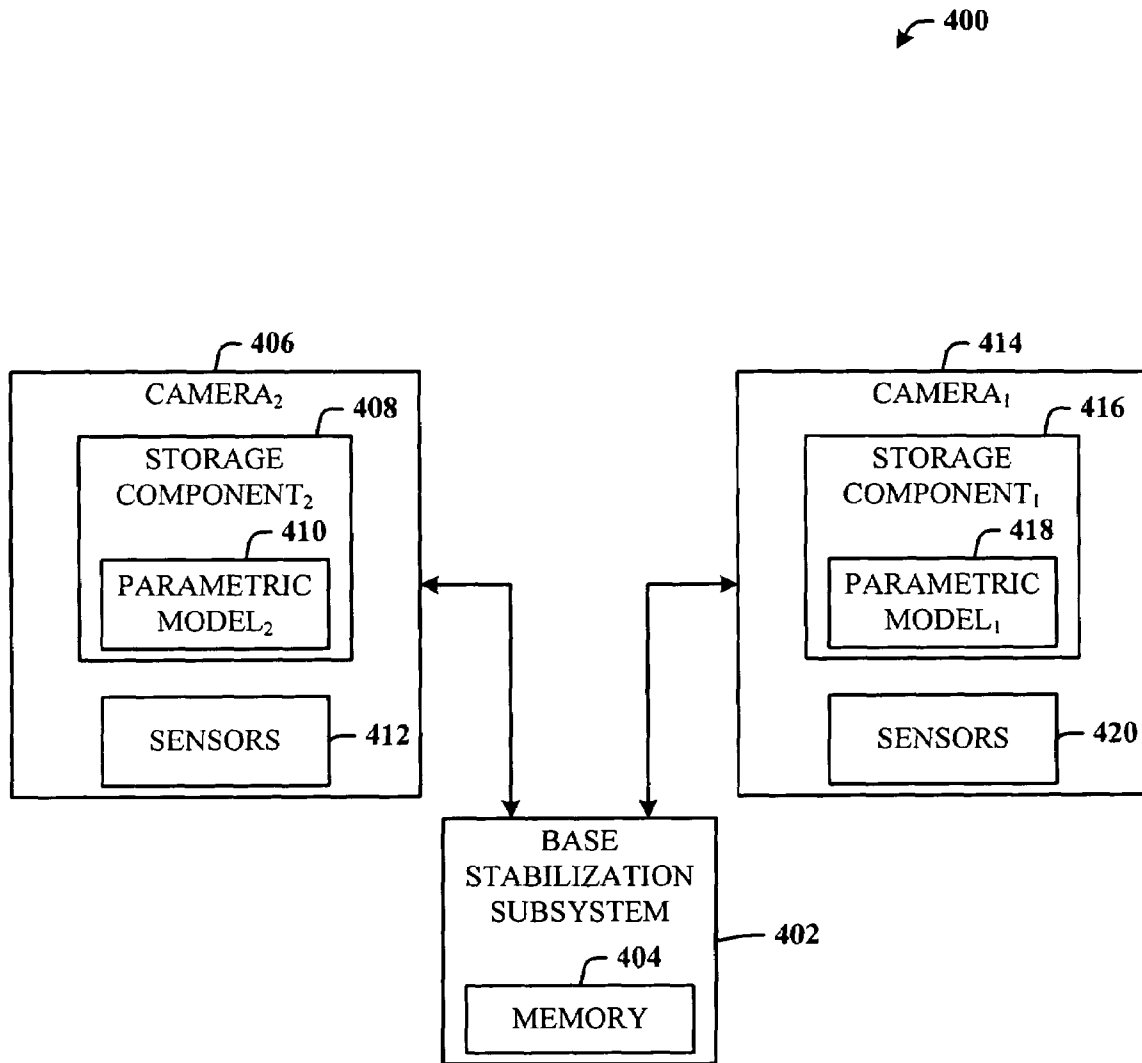 400
406
CAMERA₂
408
STORAGE
COMPONENT₂
410
PARAMETRIC
MODEL₂
SENSORS
412
414
CAMERA₁
416
STORAGE
COMPONENT₁
418
PARAMETRIC
MODEL₁
SENSORS
420
BASE
STABILIZATION
SUBSYSTEM
402
404
MEMORY